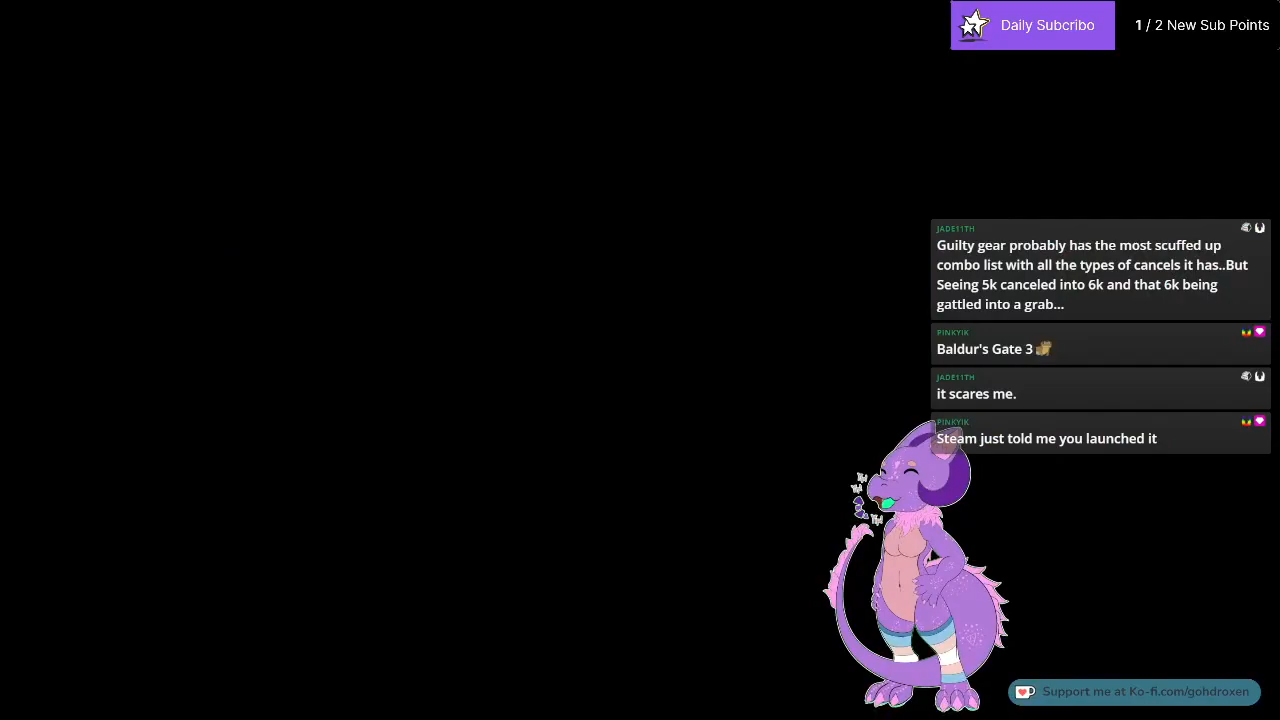 Daily Subcribo
1 / 2 New Sub Points
JADE11TH
Guilty gear probably has the most scuffed up
combo list with all the types of cancels it has..But
Seeing 5k canceled into 6k and that 6k being
gattled into a grab...
PINKYIK
Baldur's Gate 3
JADE11TH
it scares me.
PINKYIK
Steam just told me you launched it
Yip!
Yip!
Yip!
Support me at Ko-fi.com/gohdroxen